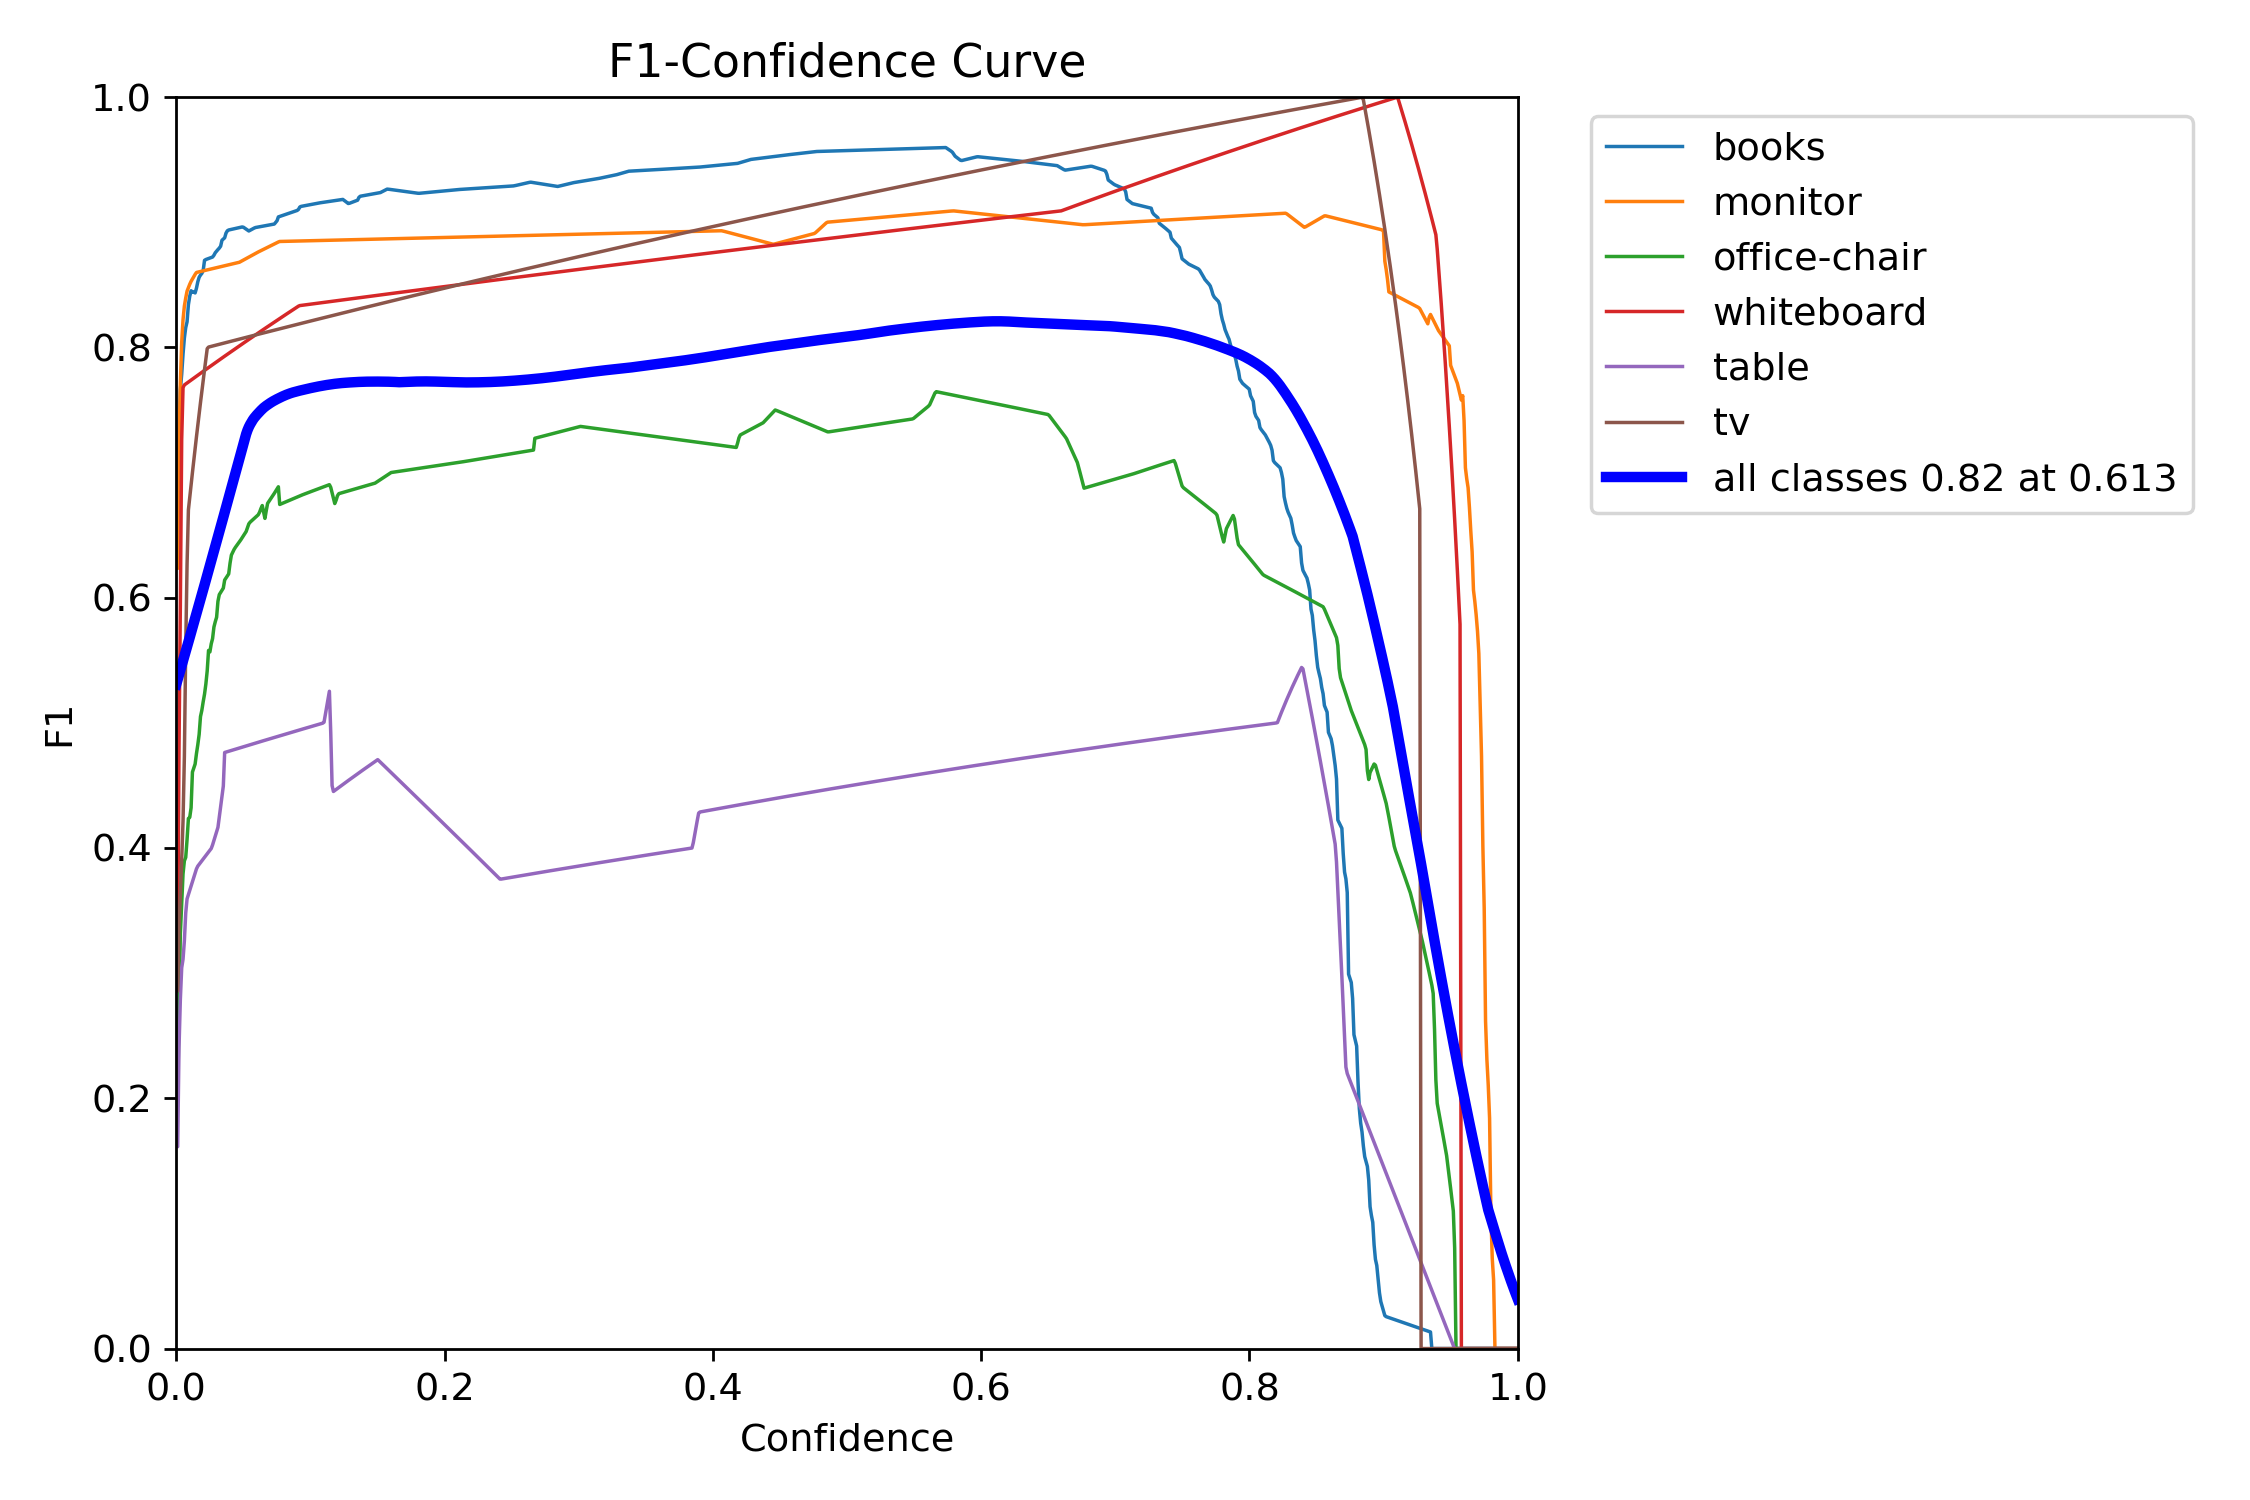 F1-Confidence Curve
1.0
0.8
0.6
0.4
0.2
0.0
F1
0.0 0.2 0.4 0.6 0.8 1.0
Confidence
books
monitor
office-chair
whiteboard
table
tv
all classes 0.82 at 0.613